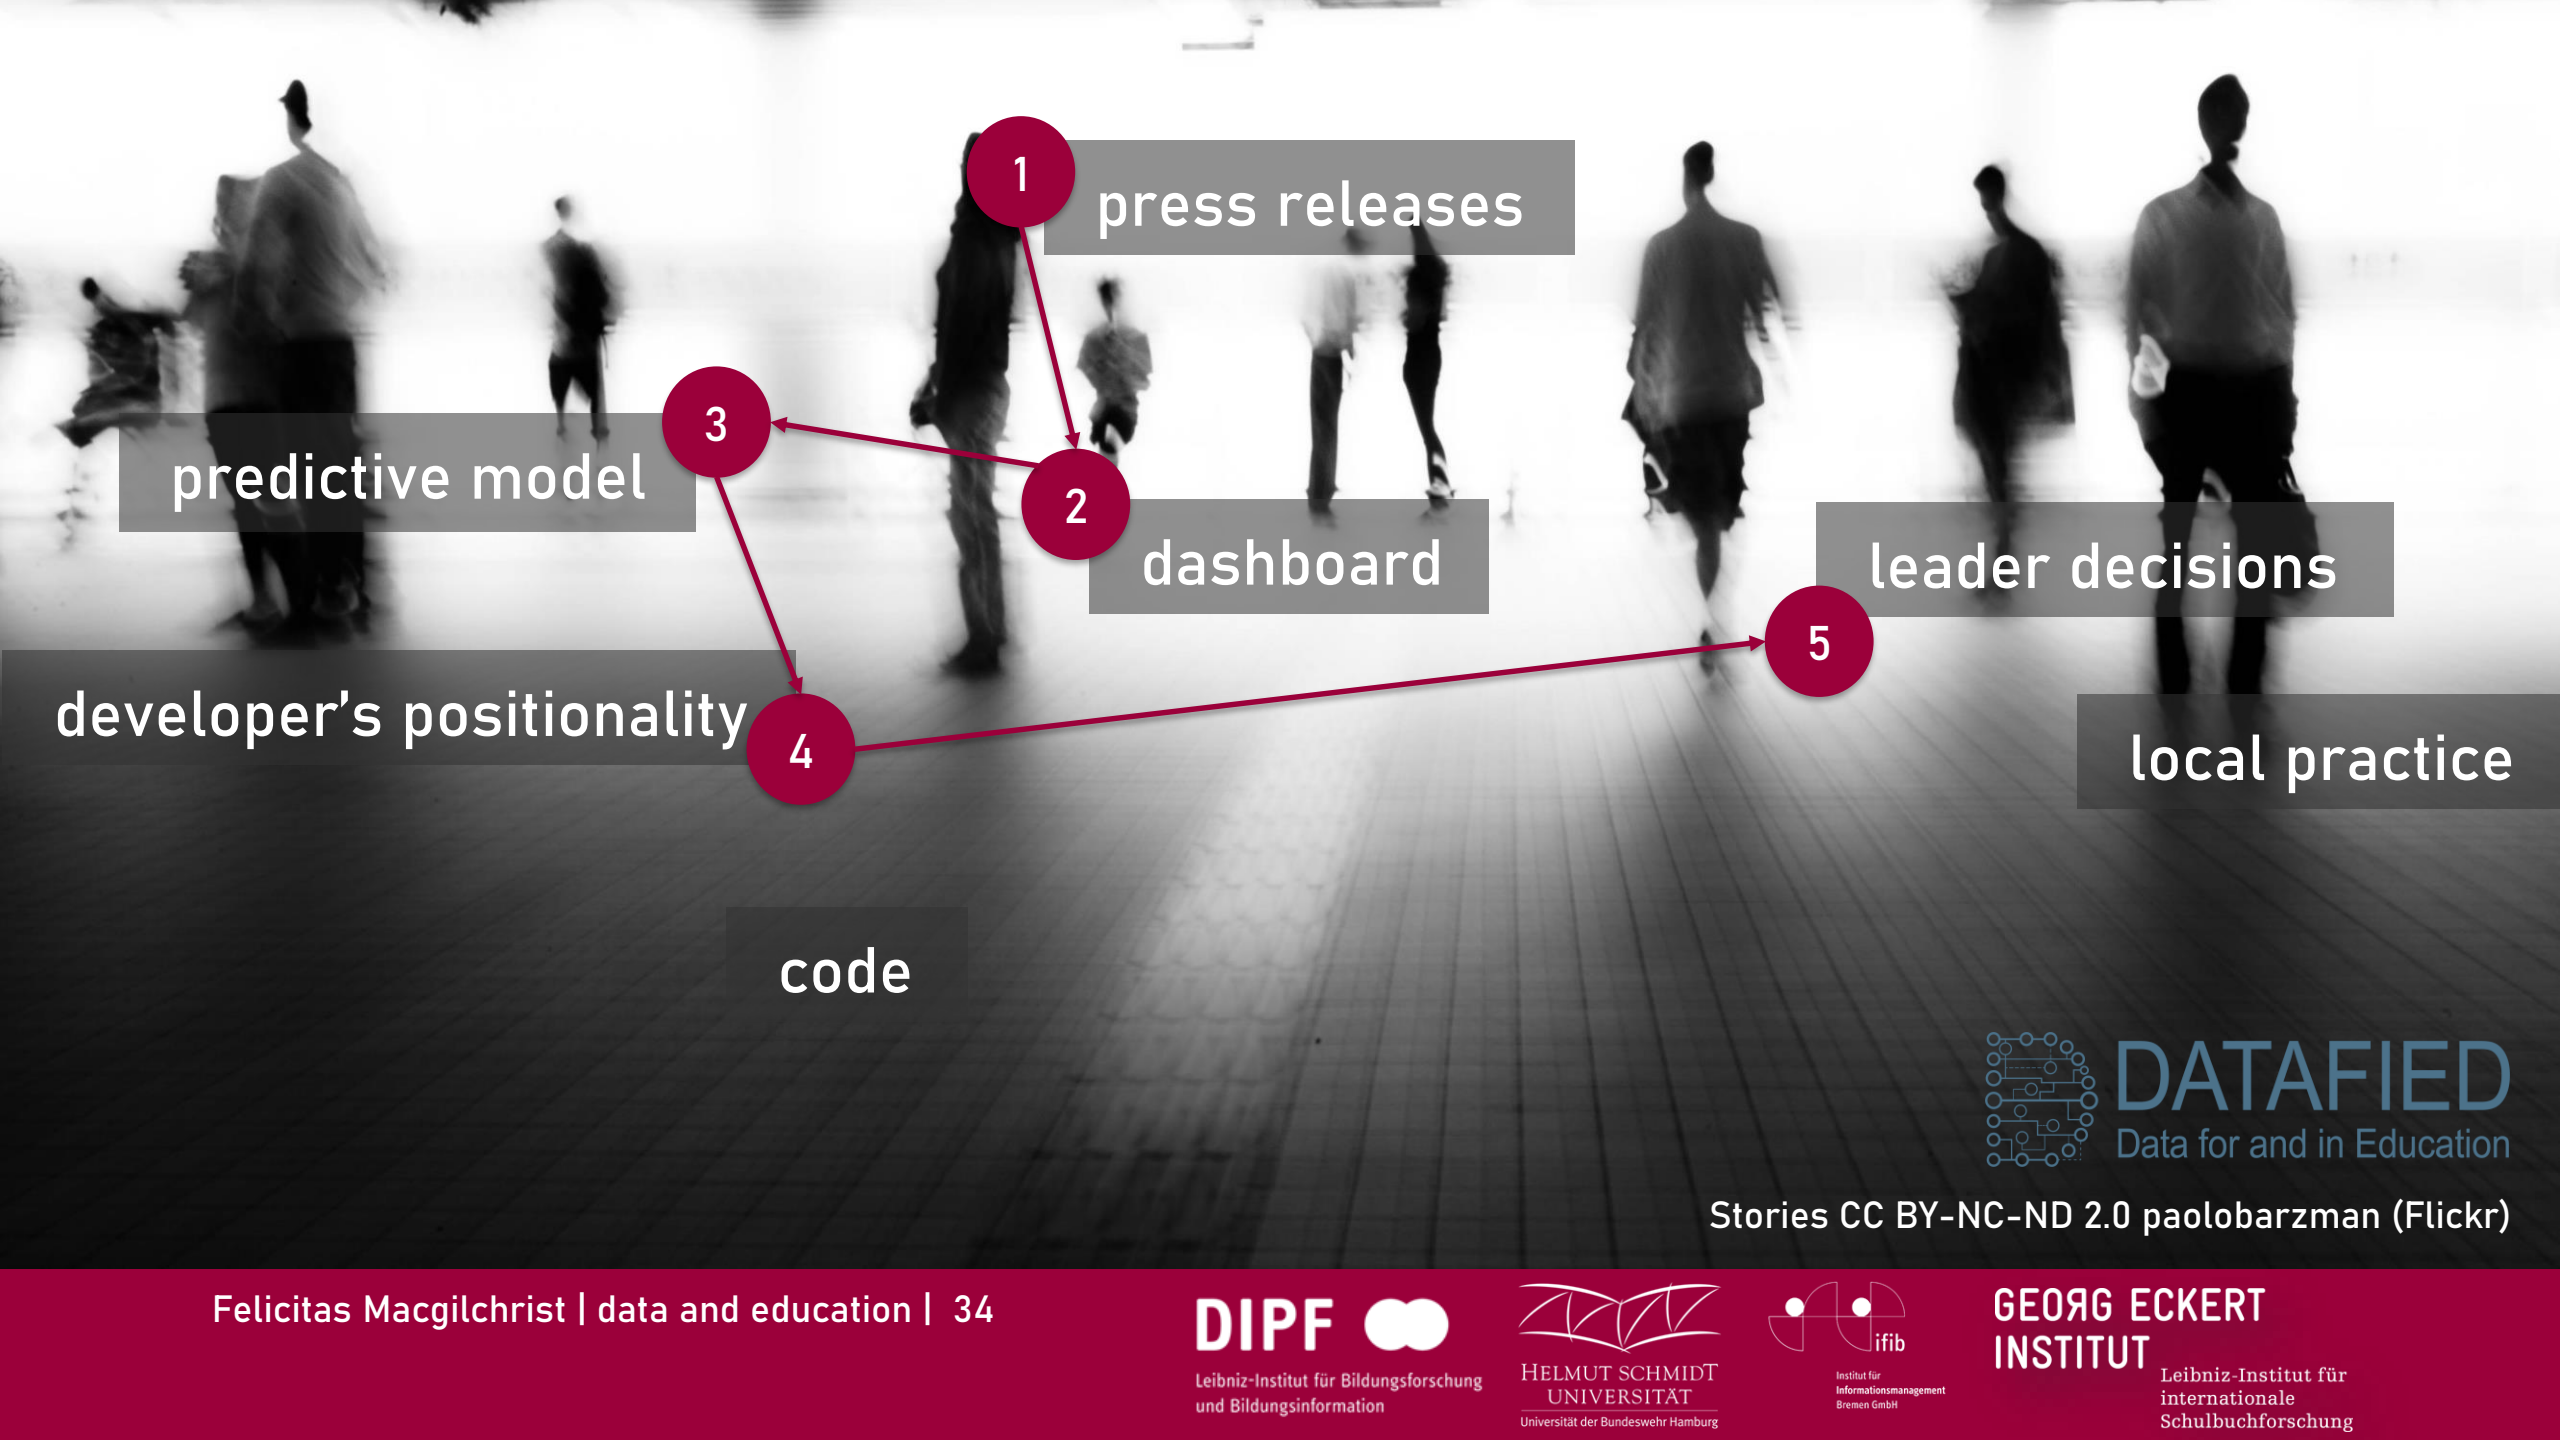 1
press releases
3
predictive model
2
dashboard
leader decisions
5
developer’s positionality
4
local practice
code
DATAFIED
Data for and in Education
Stories CC BY-NC-ND 2.0 paolobarzman (Flickr)
Felicitas Macgilchrist | data and education | 34
DIPF
Leibniz-Institut für Bildungsforschung
und Bildungsinformation
HELMUT SCHMIDT
UNIVERSITÄT
Universität der Bundeswehr Hamburg
ifib
Institut für
Informationsmanagement
Bremen GmbH
GEORG ECKERT
INSTITUT
Leibniz-Institut für
internationale
Schulbuchforschung